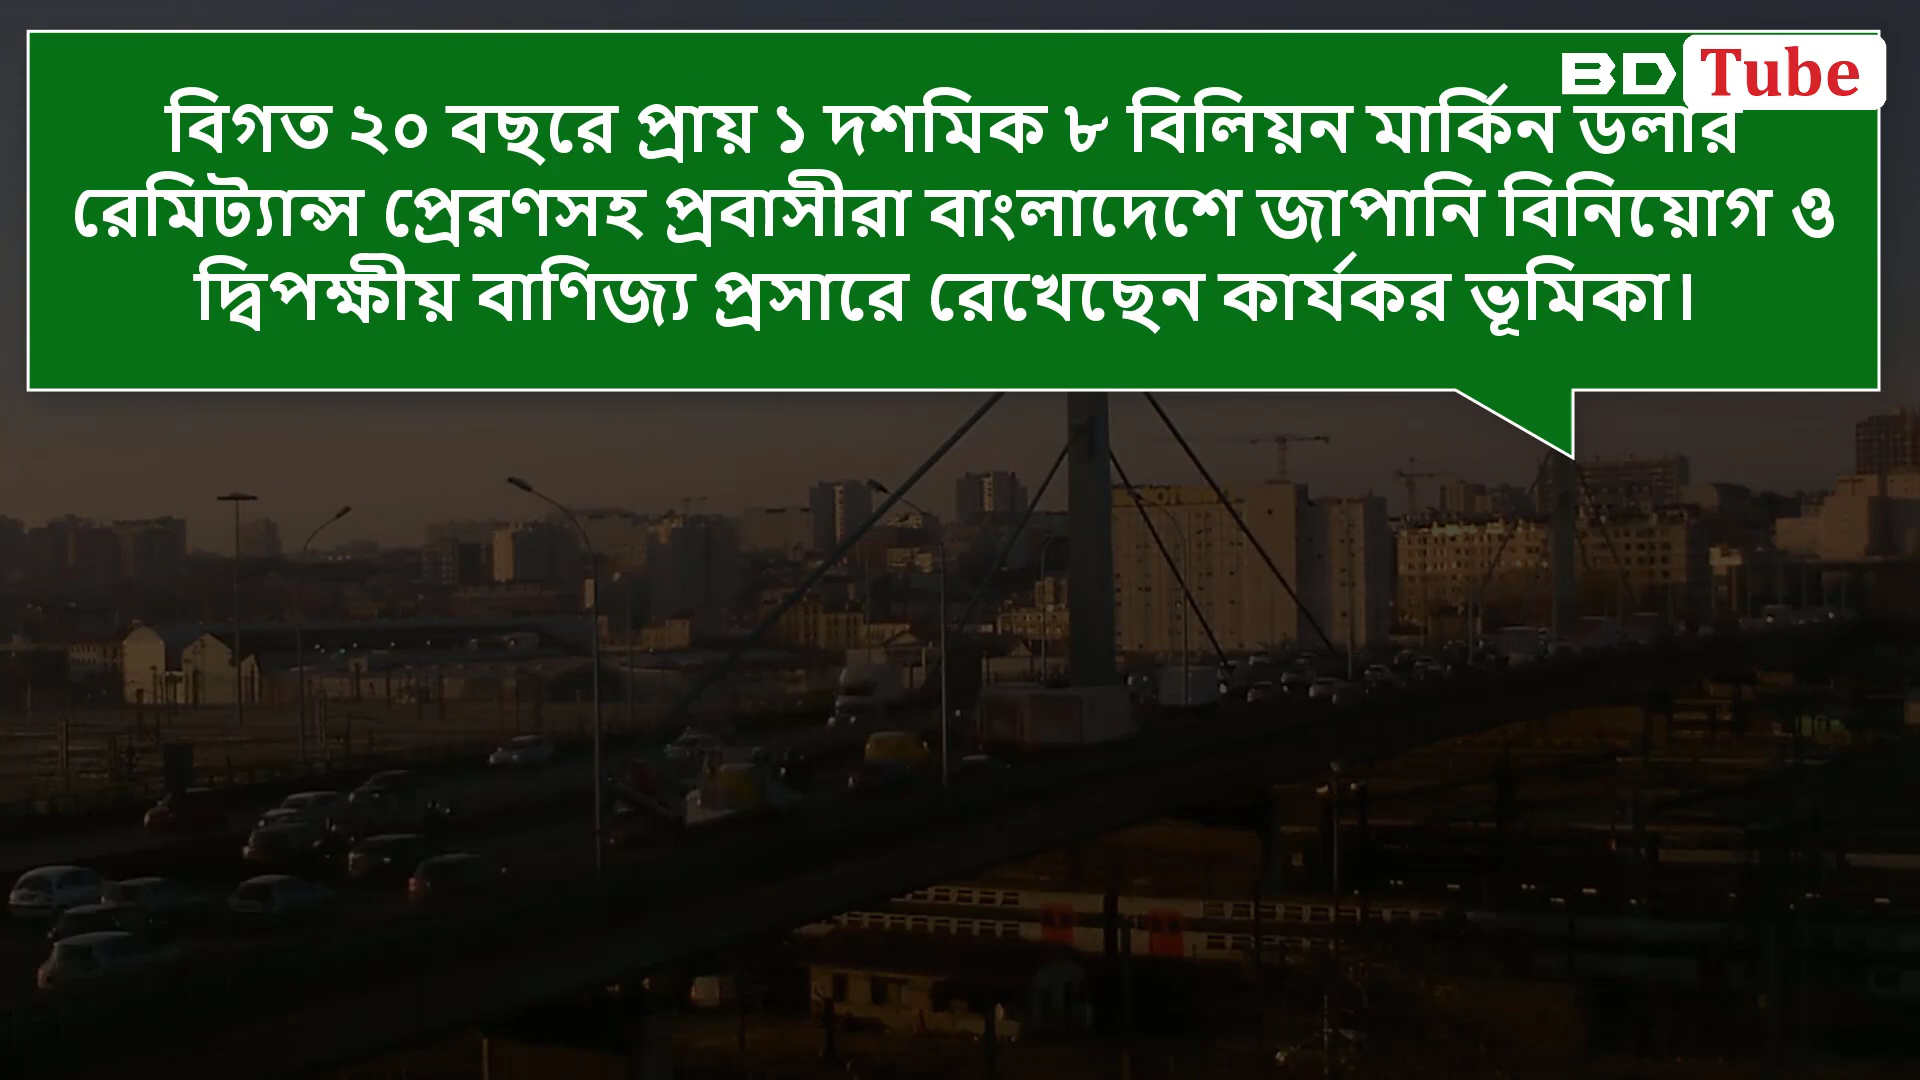 BD Tube
বিগত ২০ বছরে প্রায় ১ দশমিক ৮ বিলিয়ন মার্কিন ডলার
রেমিট্যান্স প্রেরণসহ প্রবাসীরা বাংলাদেশে জাপানি বিনিয়োগ ও
দ্বিপক্ষীয় বাণিজ্য প্রসারে রেখেছেন কার্যকর ভূমিকা।